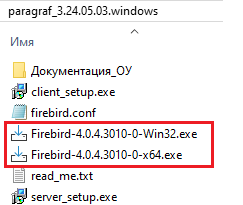 paragraf_3.24.05.03.windows
Имя
Документация_ОУ
client_setup.exe
firebird.conf
Firebird-4.0.4.3010-0-Win32.exe
Firebird-4.0.4.3010-0-x64.exe
read_me.txt
server_setup.exe